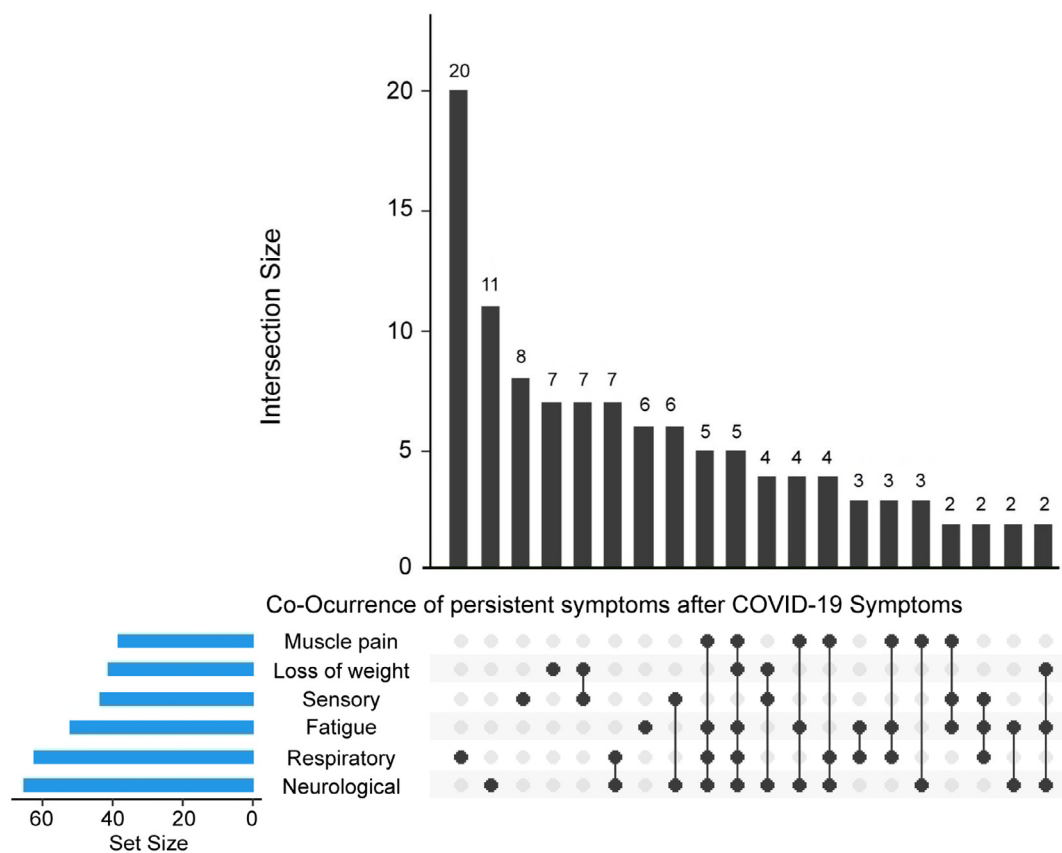 20
20
11
15
10
8
7 7 7
6 6
5
5 5
4 4 4
3 3 3
2 2 2 2
0
Intersection Size
Co-Ocurrence of persistent symptoms after COVID-19 Symptoms
Muscle pain
Loss of weight
Sensory
Fatigue
Respiratory
Neurological
60 40 20 0
Set Size